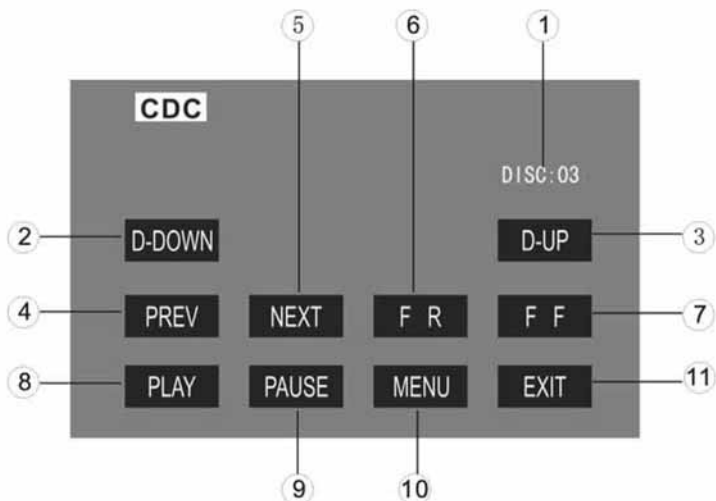 ⑤ ⑥ ①
CDC
DISC:03
② D-DOWN D-UP ③
④ PREV NEXT F R F F ⑦
⑧ PLAY PAUSE MENU EXIT ⑪
⑨ ⑩